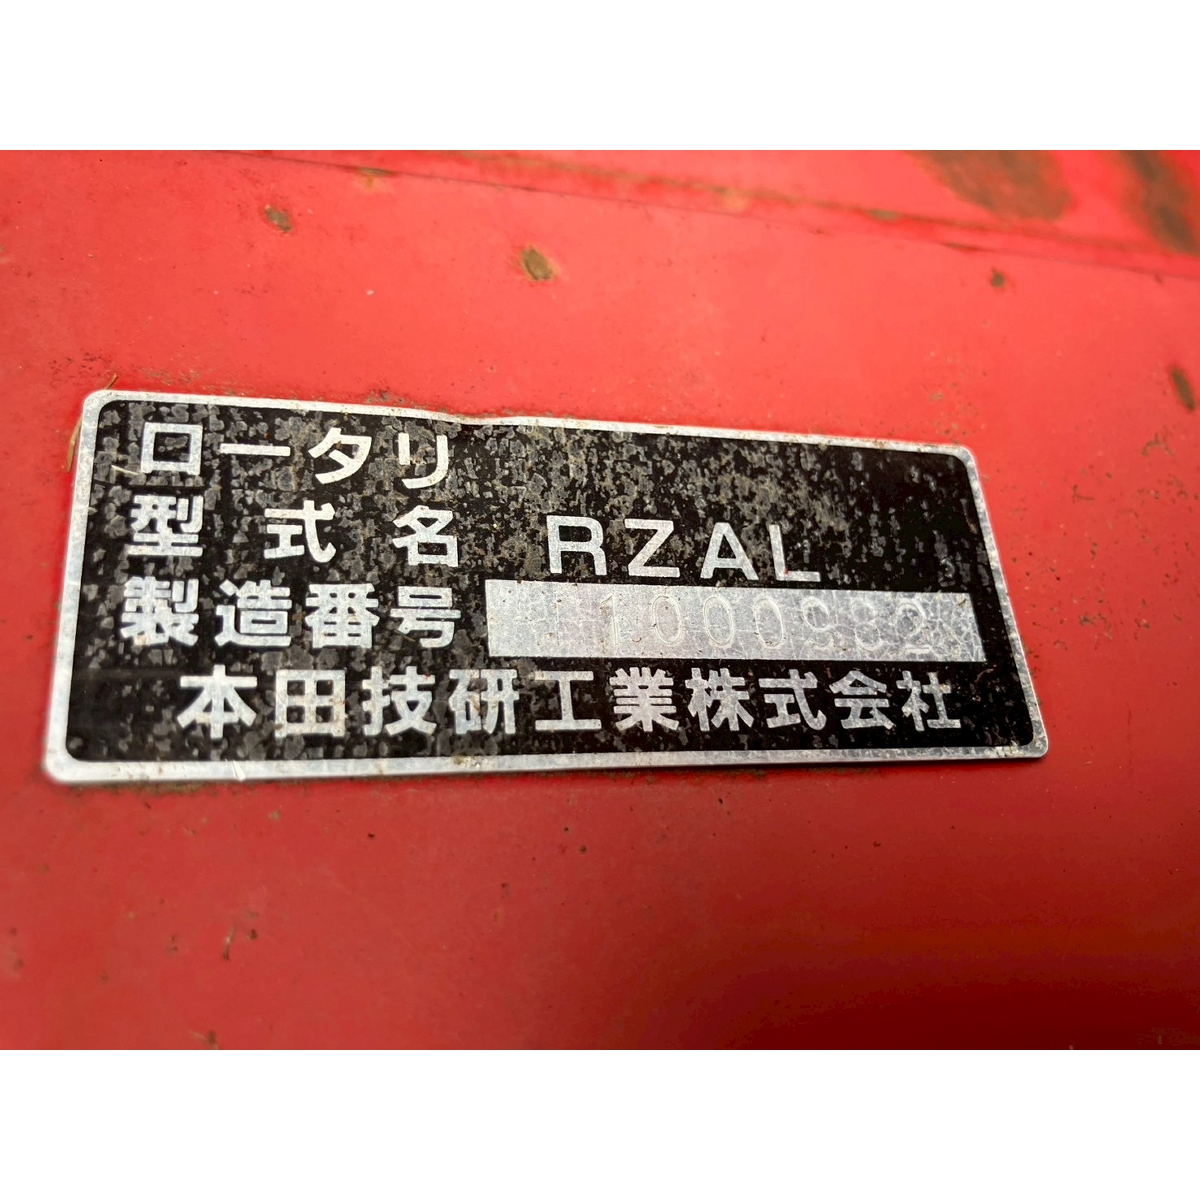 ロータリ
型式名 RZAL
製造番号 1000982
本田技研工業株式会社